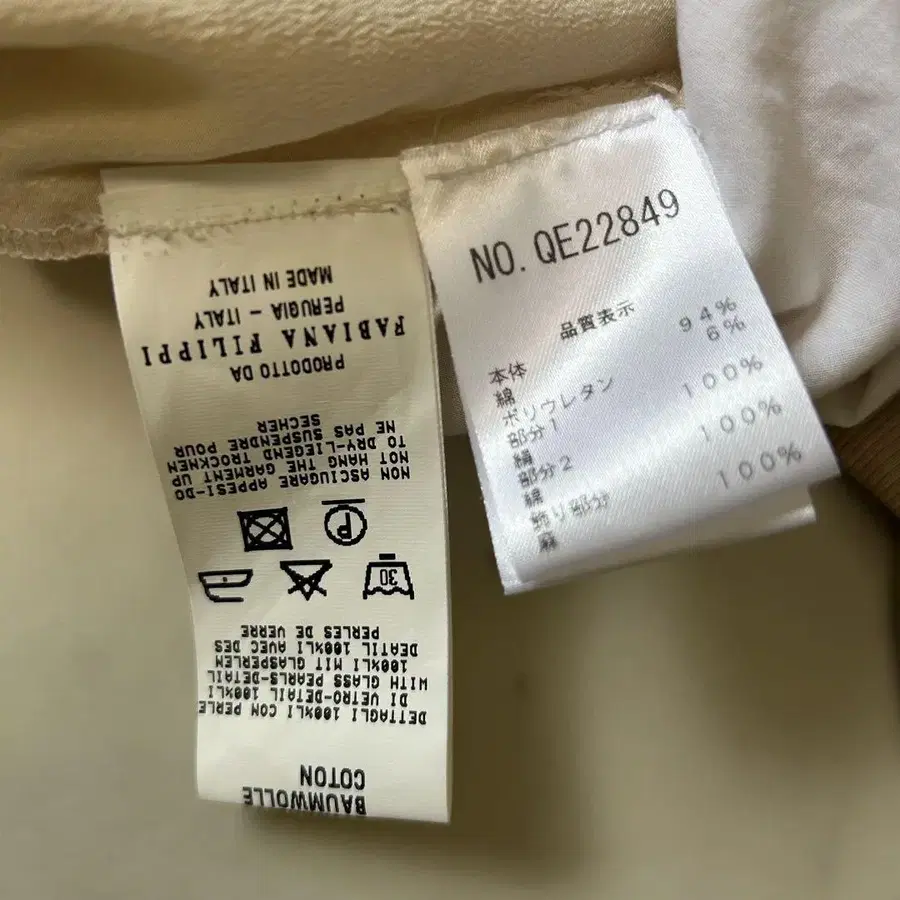 BAUMWOLLE
COTON
DETTAGLI 100%LI COM PERLE
DI VETRO-DETAIL 100%LI
WITH GLASS PEARLS-DETAIL
100%LI MIT GLASPERLEM
DEATIL 100%LI AVEC DES
PERLES DE VERRE
30
P
NON ASCIUGARE APPESI-DO
NOT HANG THE GARMENT UP
TO DRY-LIEGEND TROCKNEN
NE PAS SUSPENDRE POUR
SECHER
PRODOTTO DA
FABIANA FILIPPI
PERUGIA - ITALY
MADE IN ITALY
NO. QE22849
品質表示
本体
綿 94%
ポリウレタン 6%
部分1
絹 100%
部分2
綿 100%
飾り部分
麻 100%